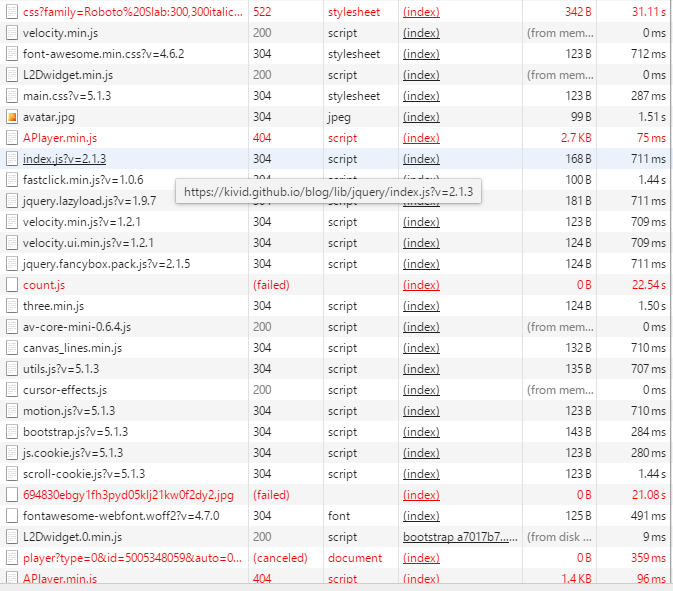 css?family=Roboto%20Slab:300,300italic... 522 stylesheet (index) 342 B 31.11 s
velocity.min.js 200 script (index) (from mem... 0 ms
font-awesome.min.css?v=4.6.2 304 stylesheet (index) 123 B 712 ms
L2Dwidget.min.js 200 script (index) (from mem... 0 ms
main.css?v=5.1.3 304 stylesheet (index) 123 B 287 ms
avatar.jpg 304 jpeg (index) 99 B 1.51 s
APlayer.min.js 404 script (index) 2.7 KB 75 ms
index.js?v=2.1.3 304 script (index) 168 B 711 ms
fastclick.min.js?v=1.0.6 304 script (index) 100 B 1.44 s
https://kivid.github.io/blog/lib/jquery/index.js?v=2.1.3
jquery.lazyload.js?v=1.9.7 304 script (index) 181 B 711 ms
velocity.min.js?v=1.2.1 304 script (index) 123 B 709 ms
velocity.ui.min.js?v=1.2.1 304 script (index) 124 B 709 ms
jquery.fancybox.pack.js?v=2.1.5 304 script (index) 124 B 711 ms
count.js (failed) (index) 0 B 22.54 s
three.min.js 304 script (index) 124 B 1.50 s
av-core-mini-0.6.4.js 200 script (index) (from mem... 0 ms
canvas_lines.min.js 304 script (index) 132 B 710 ms
utils.js?v=5.1.3 304 script (index) 135 B 707 ms
cursor-effects.js 200 script (index) (from mem... 0 ms
motion.js?v=5.1.3 304 script (index) 123 B 710 ms
bootstrap.js?v=5.1.3 304 script (index) 143 B 284 ms
js.cookie.js?v=5.1.3 304 script (index) 123 B 280 ms
scroll-cookie.js?v=5.1.3 304 script (index) 123 B 1.44 s
694830ebgy1fh3pyd05klj21kw0f2dy2.jpg (failed) (index) 0 B 21.08 s
fontawesome-webfont.woff2?v=4.7.0 304 font (index) 125 B 491 ms
L2Dwidget.0.min.js 200 script bootstrap a7017b7...... (from disk ... 9 ms
player?type=0&id=5005348059&auto=0... (canceled) document (index) 0 B 359 ms
APlayer.min.js 404 script (index) 1.4 KB 96 ms